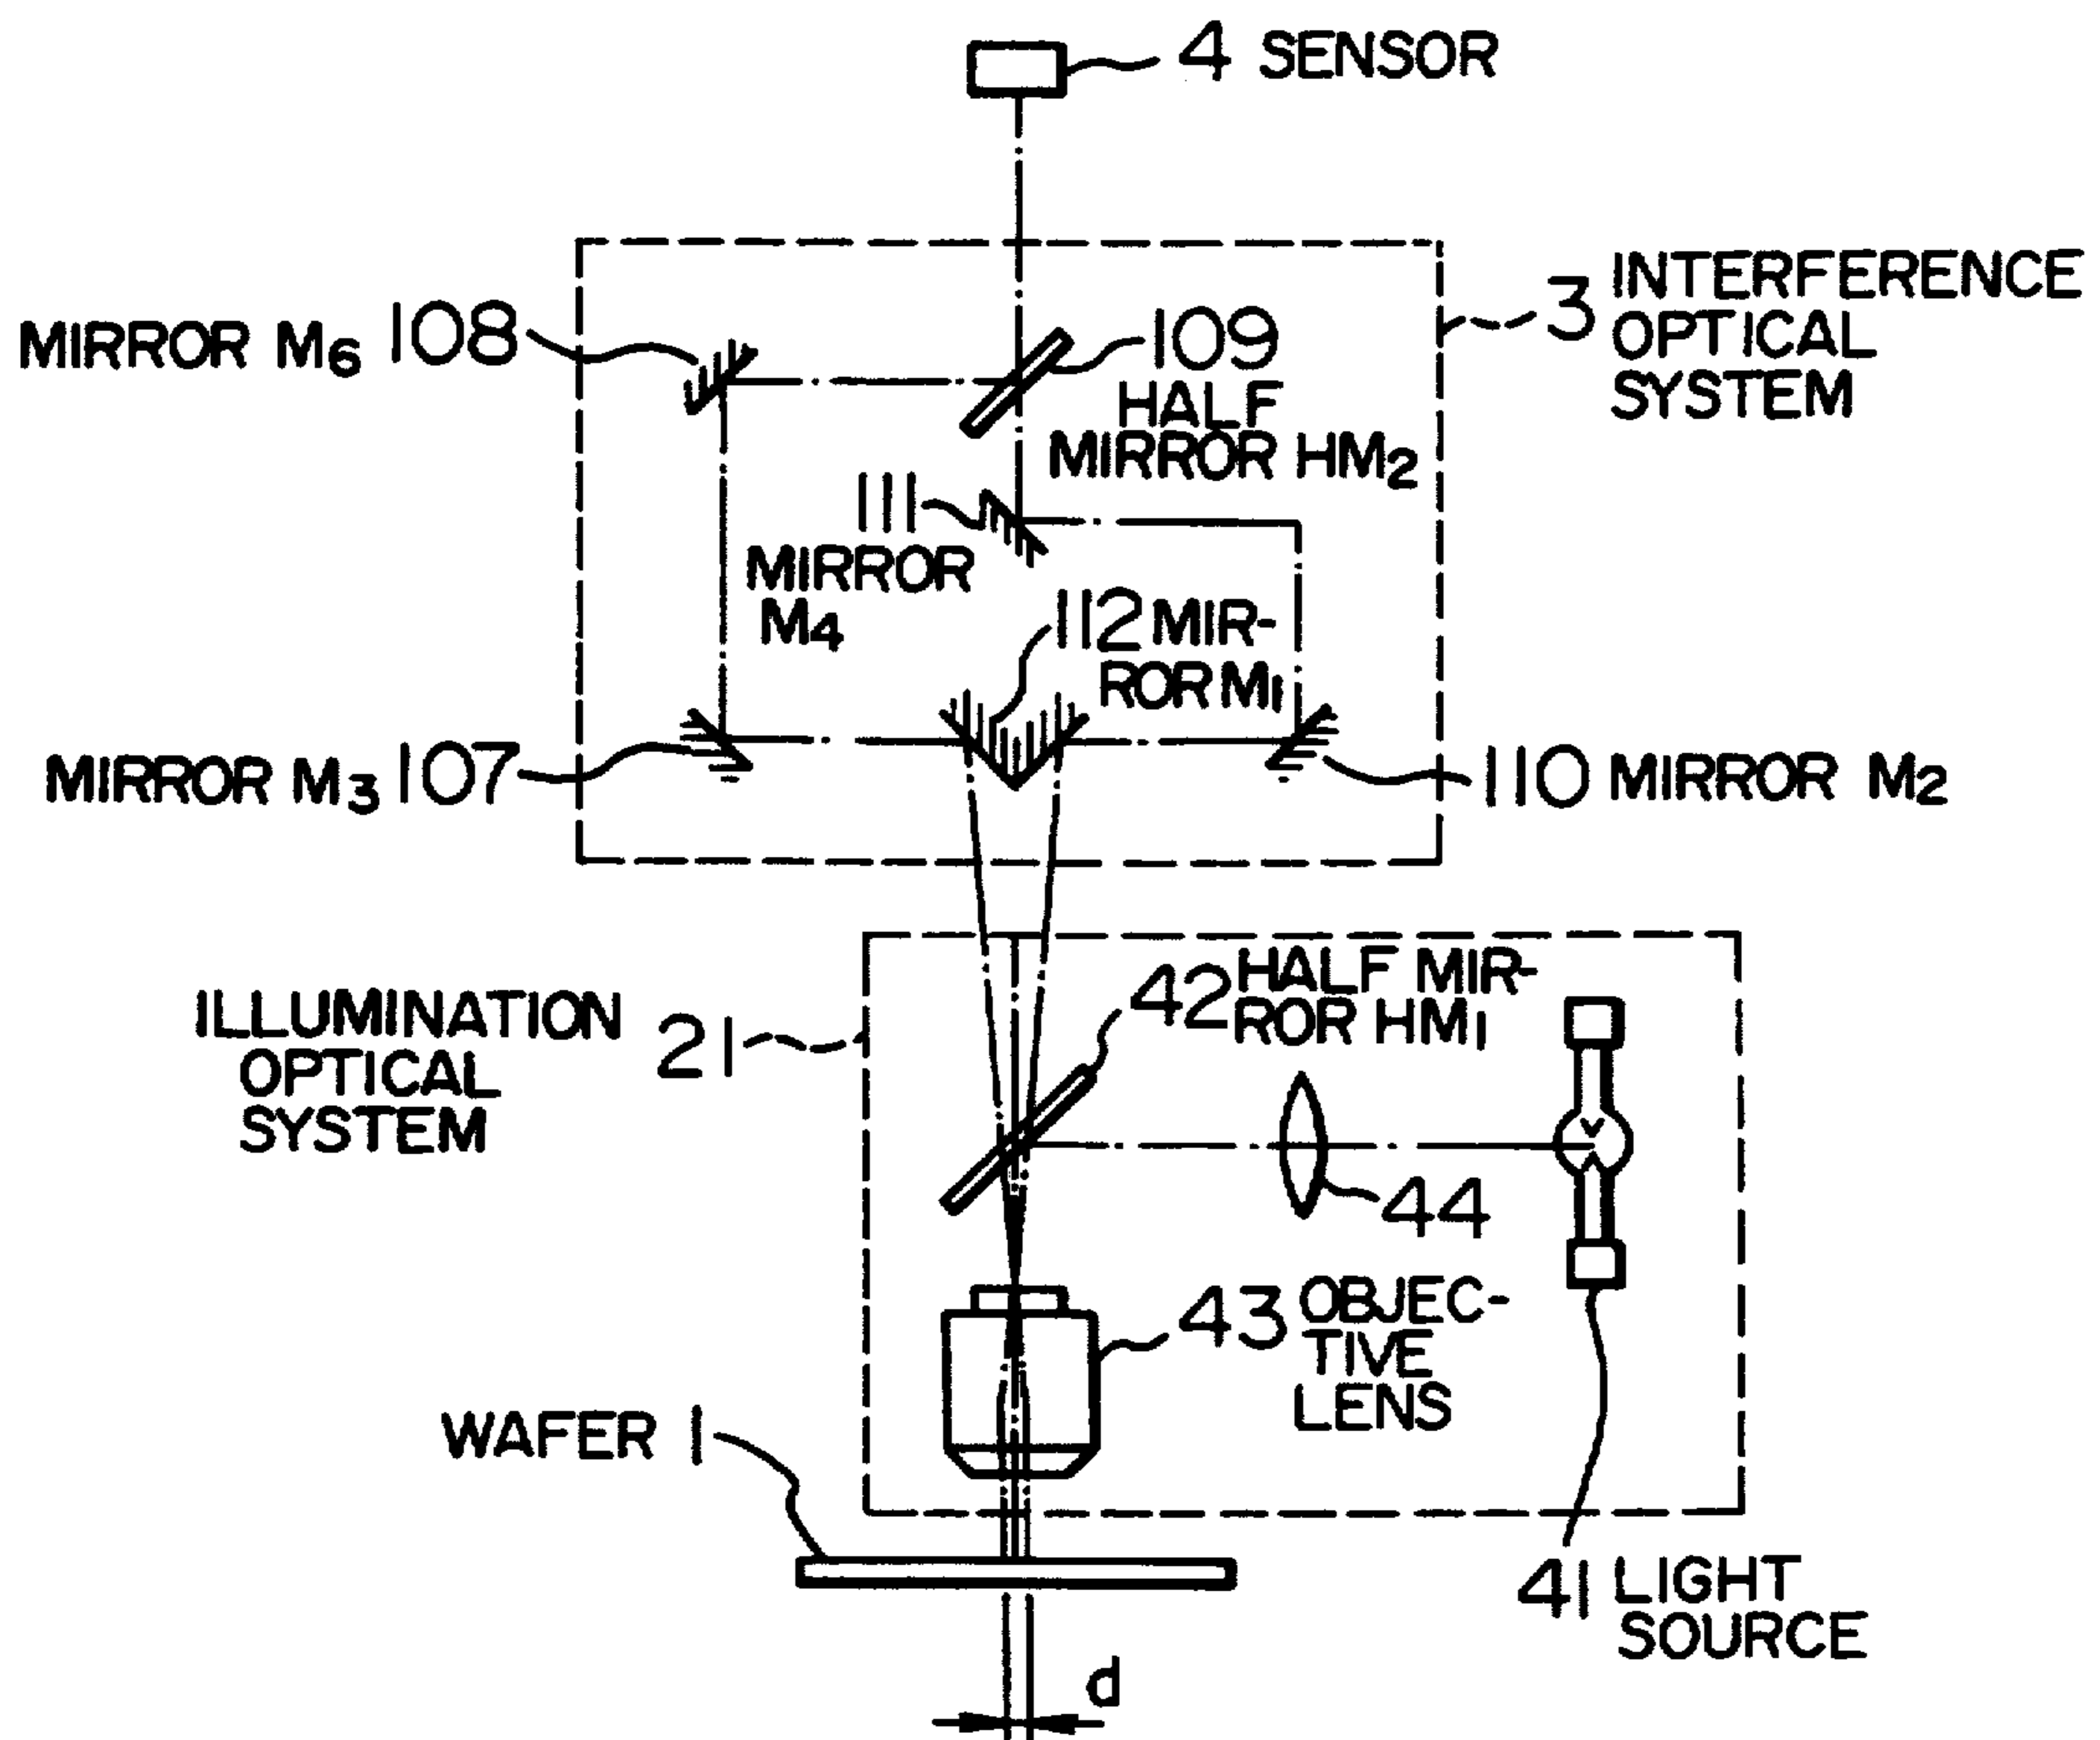 4 SENSOR
3 INTERFERENCE
OPTICAL
SYSTEM
MIRROR M6 108
109
HALF
MIRROR HM2
111
MIRROR
M4
112 MIR-
ROR M1
MIRROR M3 107
110 MIRROR M2
ILLUMINATION
OPTICAL
SYSTEM
21
42 HALF MIR-
ROR HM1
44
43 OBJEC-
TIVE
LENS
WAFER 1
41 LIGHT
SOURCE
d